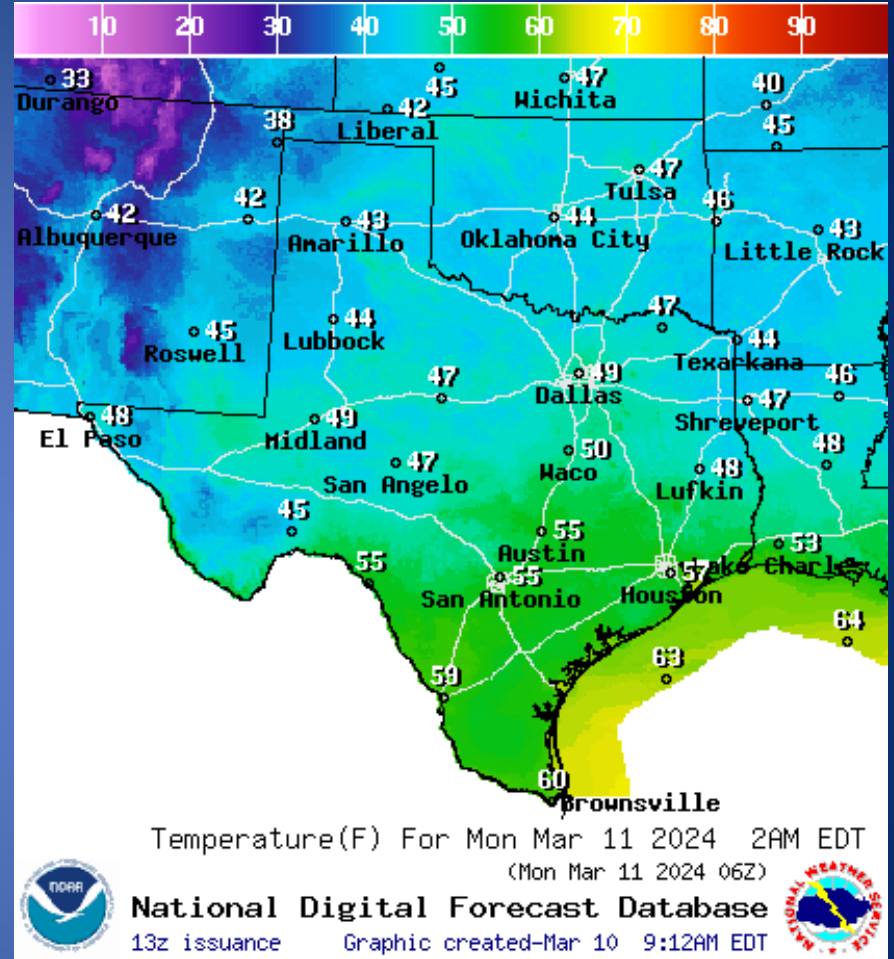 10 20 30 40 50 60 70 80 90
33 45 47
Durango Wichita
42 40
Liberal
38 45
47
Tulsa
42 42 43 44 46 43
Albuquerque Amarillo Oklahoma City Little Rock
45 44 47 44
Roswell Lubbock Texarkana
47 49 47 46
Dallas
48 49 Shreveport
El Paso Midland
47 50 48 48
San Angelo Waco Lufkin
45 55 53
Austin Lake Charles
55 55 57
San Antonio Houston
64
59 63
60
Brownsville
Temperature(F) For Mon Mar 11 2024 2AM EDT
(Mon Mar 11 2024 06Z)
National Digital Forecast Database
13z issuance Graphic created-Mar 10 9:12AM EDT
NOAA
NATIONAL WEATHER SERVICE